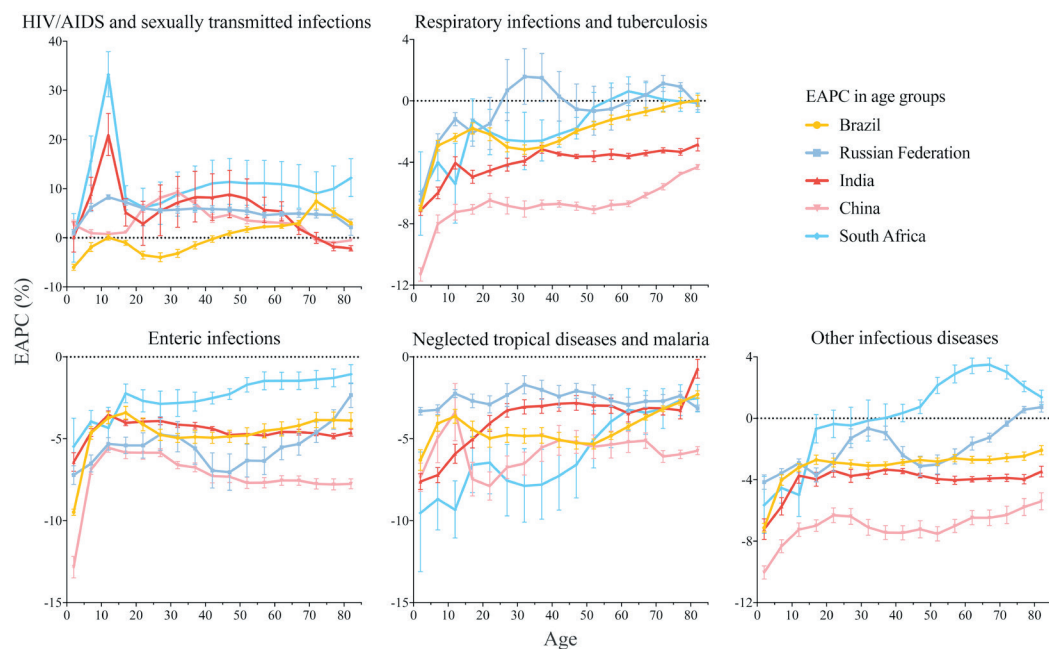 HIV/AIDS and sexually transmitted infections
40
30
20
10
0
-10
0 10 20 30 40 50 60 70 80
Respiratory infections and tuberculosis
4
0
-4
-8
-12
0 10 20 30 40 50 60 70 80
EAPC in age groups
Brazil
Russian Federation
India
China
South Africa
EAPC (%)
Enteric infections
0
-5
-10
-15
0 10 20 30 40 50 60 70 80
Neglected tropical diseases and malaria
0
-5
-10
-15
0 10 20 30 40 50 60 70 80
Other infectious diseases
4
0
-4
-8
-12
0 10 20 30 40 50 60 70 80
Age